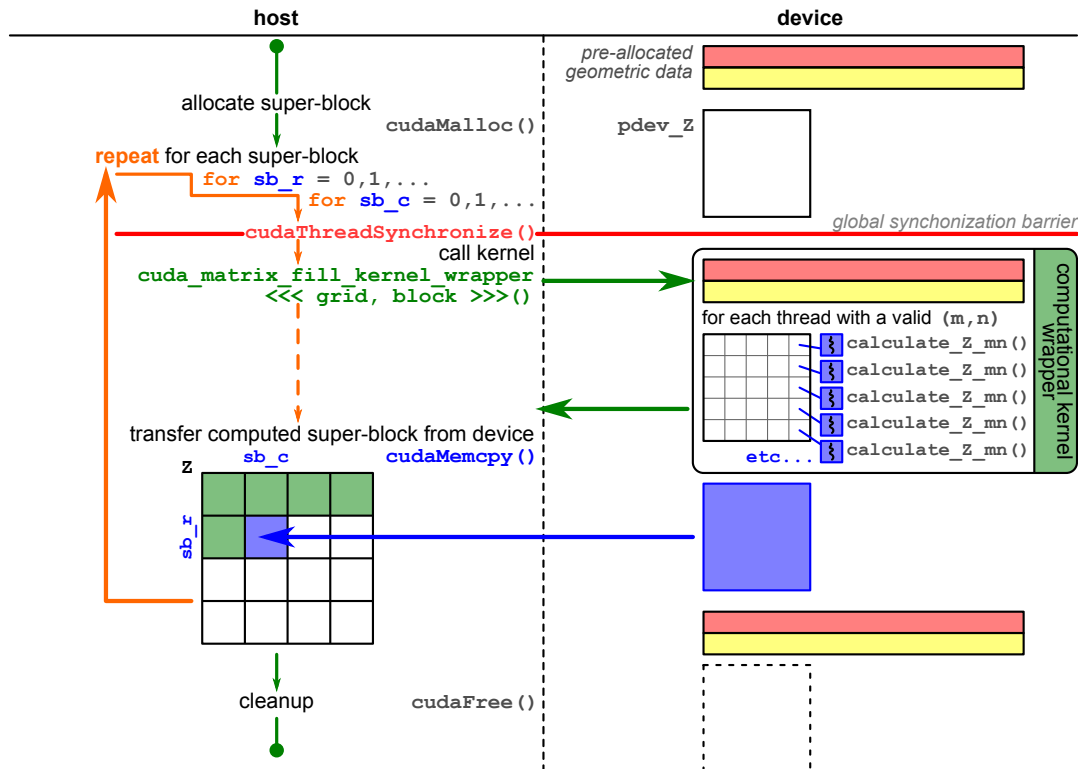 host
device
pre-allocated
geometric data
allocate super-block
cudaMalloc()
pdev_Z
repeat for each super-block
for sb_r = 0,1,...
for sb_c = 0,1,...
global synchonization barrier
cudaThreadSynchronize()
call kernel
cuda_matrix_fill_kernel_wrapper
<<< grid, block >>>()
computational kernel
wrapper
for each thread with a valid (m,n)
calculate_Z_mn()
calculate_Z_mn()
calculate_Z_mn()
calculate_Z_mn()
calculate_Z_mn()
etc...
transfer computed super-block from device
cudaMemcpy()
sb_c
Z
sb_r
cleanup
cudaFree()